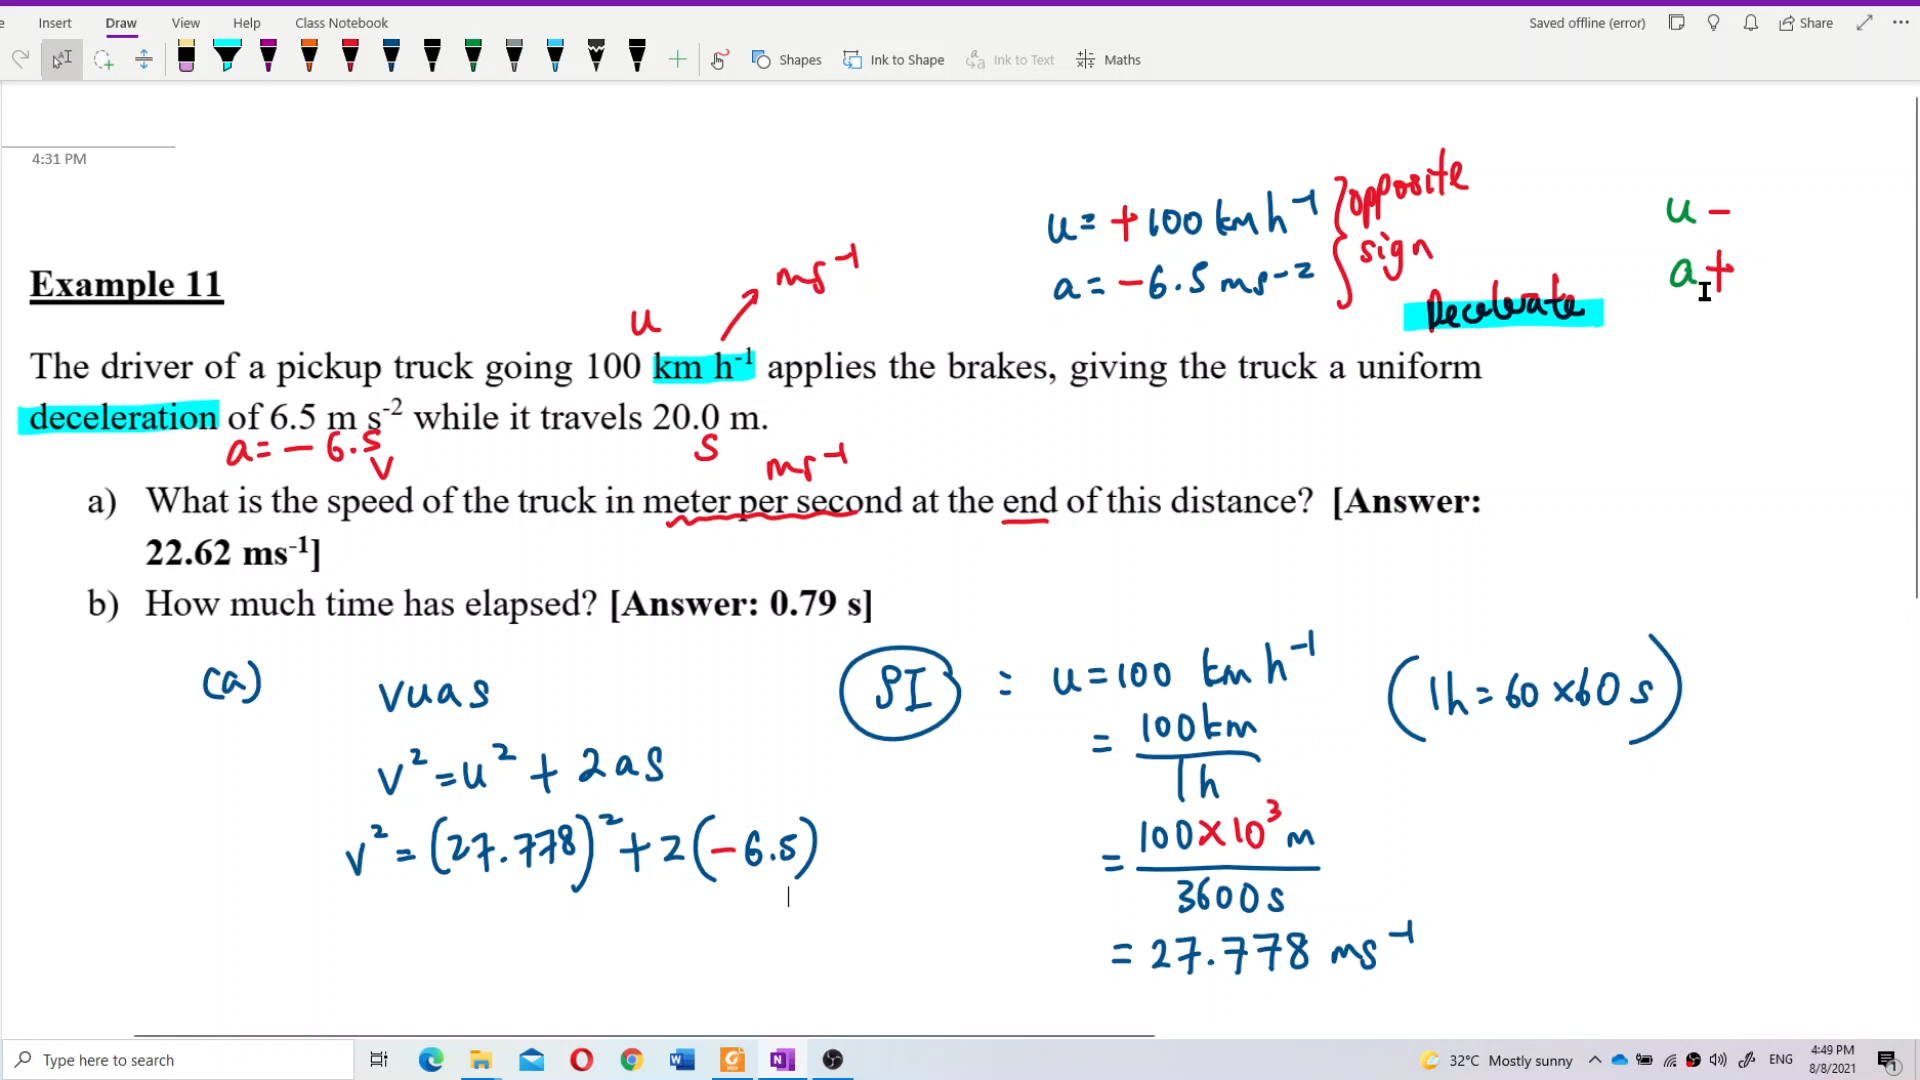 Insert Draw View Help Class Notebook
Saved offline (error) Share
Shapes Ink to Shape Ink to Text Maths
4:31 PM
u = +100 km h⁻¹
a = -6.5 ms⁻²
opposite
sign
Decelerate
u -
a +
Example 11
u
ms⁻¹
The driver of a pickup truck going 100 km h⁻¹ applies the brakes, giving the truck a uniform
deceleration of 6.5 m s⁻² while it travels 20.0 m.
a = - 6.5
v
s
ms⁻¹
a) What is the speed of the truck in meter per second at the end of this distance? [Answer:
22.62 ms⁻¹]
b) How much time has elapsed? [Answer: 0.79 s]
(a) vuas
v² = u² + 2as
v² = (27.778)² + 2(-6.5)
SI : u = 100 km h⁻¹ (1h = 60 × 60 s)
= 100 km
1 h
= 100 × 10³ m
3600 s
= 27.778 ms⁻¹
Type here to search
32°C Mostly sunny
ENG
4:49 PM
8/8/2021
1